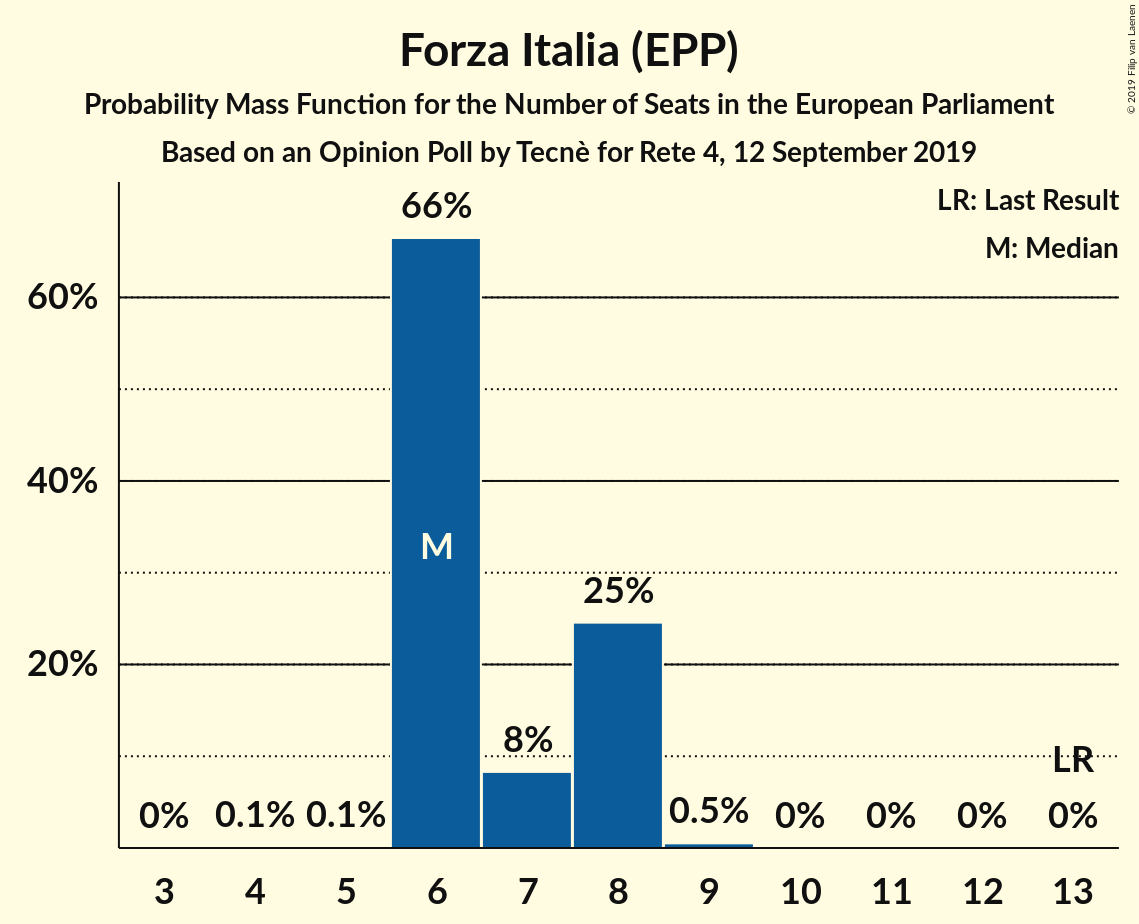 Forza Italia (EPP)
Probability Mass Function for the Number of Seats in the European Parliament
Based on an Opinion Poll by Tecnè for Rete 4, 12 September 2019
© 2019 Filip van Laenen
LR: Last Result
M: Median
66%
60%
40%
M
25%
20%
8%
LR
0% 0.1% 0.1% 0.5% 0% 0% 0% 0%
3 4 5 6 7 8 9 10 11 12 13